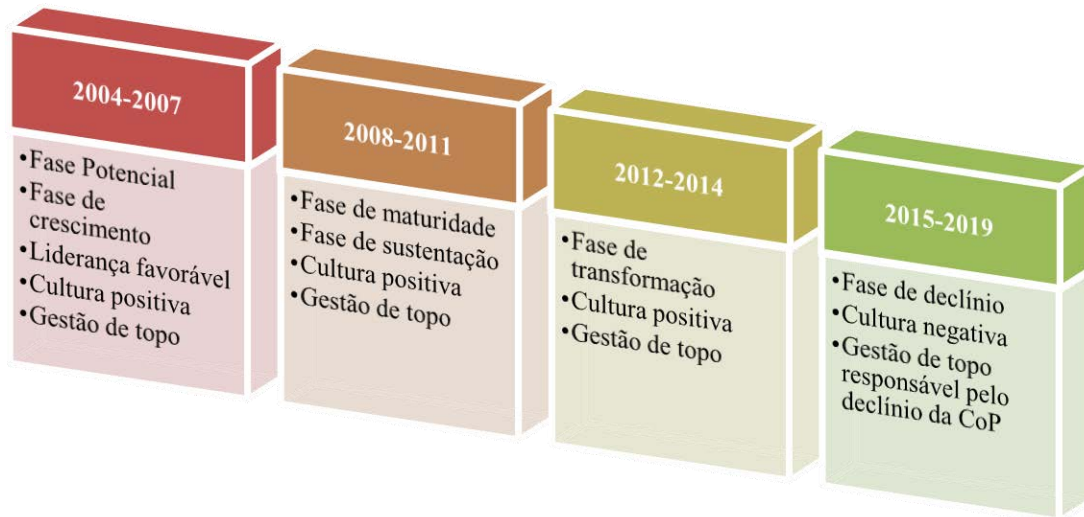 2004-2007
•Fase Potencial
•Fase de
crescimento
•Liderança favorável
•Cultura positiva
•Gestão de topo
2008-2011
•Fase de maturidade
•Fase de sustentação
•Cultura positiva
•Gestão de topo
2012-2014
•Fase de
transformação
•Cultura positiva
•Gestão de topo
2015-2019
•Fase de declínio
•Cultura negativa
•Gestão de topo
responsável pelo
declínio da CoP